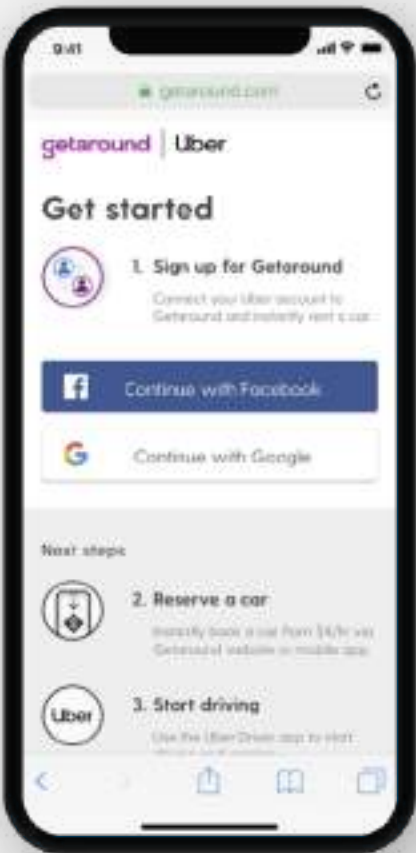 9:41
getaround.com
getaround | Uber
Get started
1. Sign up for Getaround
Connect your Uber account to
Getaround and instantly rent a car.
Continue with Facebook
Continue with Google
Next steps
2. Reserve a car
Instantly book a car from $5/hr via
Getaround website or mobile app
Uber
3. Start driving
Use the Uber Driver app to start